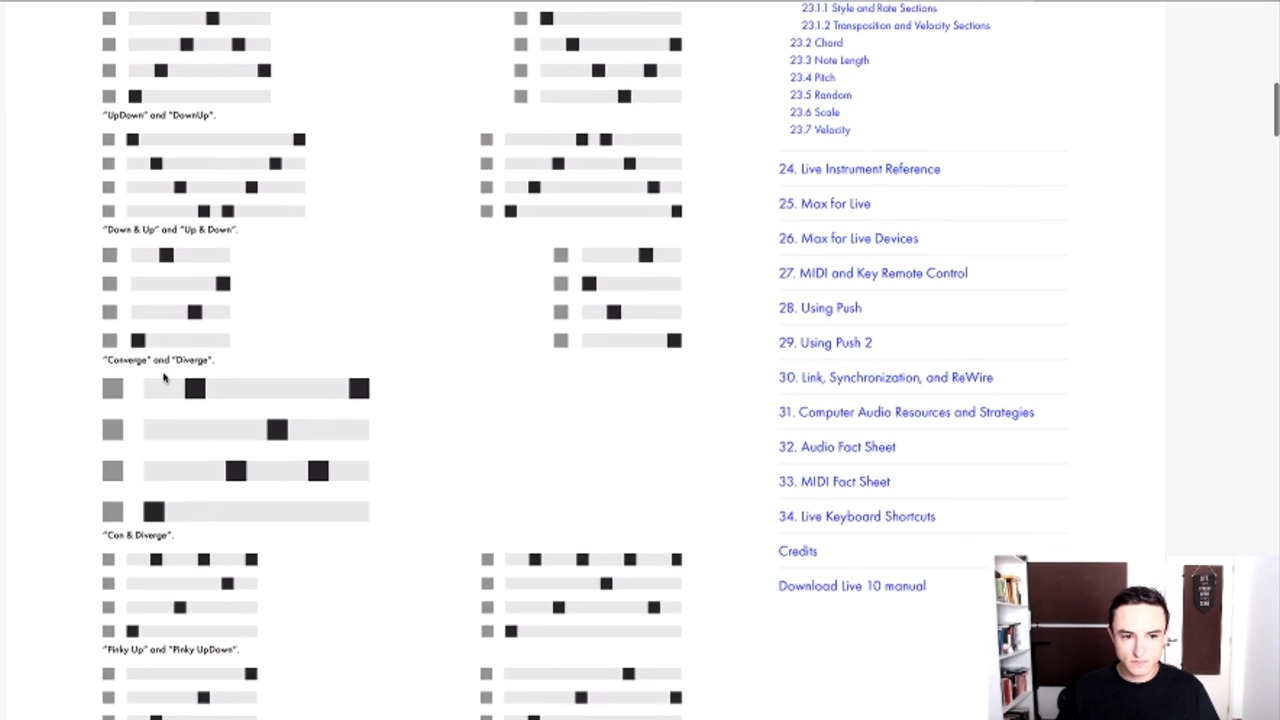 "UpDown" and "DownUp".
"Down & Up" and "Up & Down".
"Converge" and "Diverge".
"Con & Diverge".
"Pinky Up" and "Pinky UpDown".
23.1.1 Style and Rate Sections
23.1.2 Transposition and Velocity Sections
23.2 Chord
23.3 Note Length
23.4 Pitch
23.5 Random
23.6 Scale
23.7 Velocity
24. Live Instrument Reference
25. Max for Live
26. Max for Live Devices
27. MIDI and Key Remote Control
28. Using Push
29. Using Push 2
30. Link, Synchronization, and ReWire
31. Computer Audio Resources and Strategies
32. Audio Fact Sheet
33. MIDI Fact Sheet
34. Live Keyboard Shortcuts
Credits
Download Live 10 manual